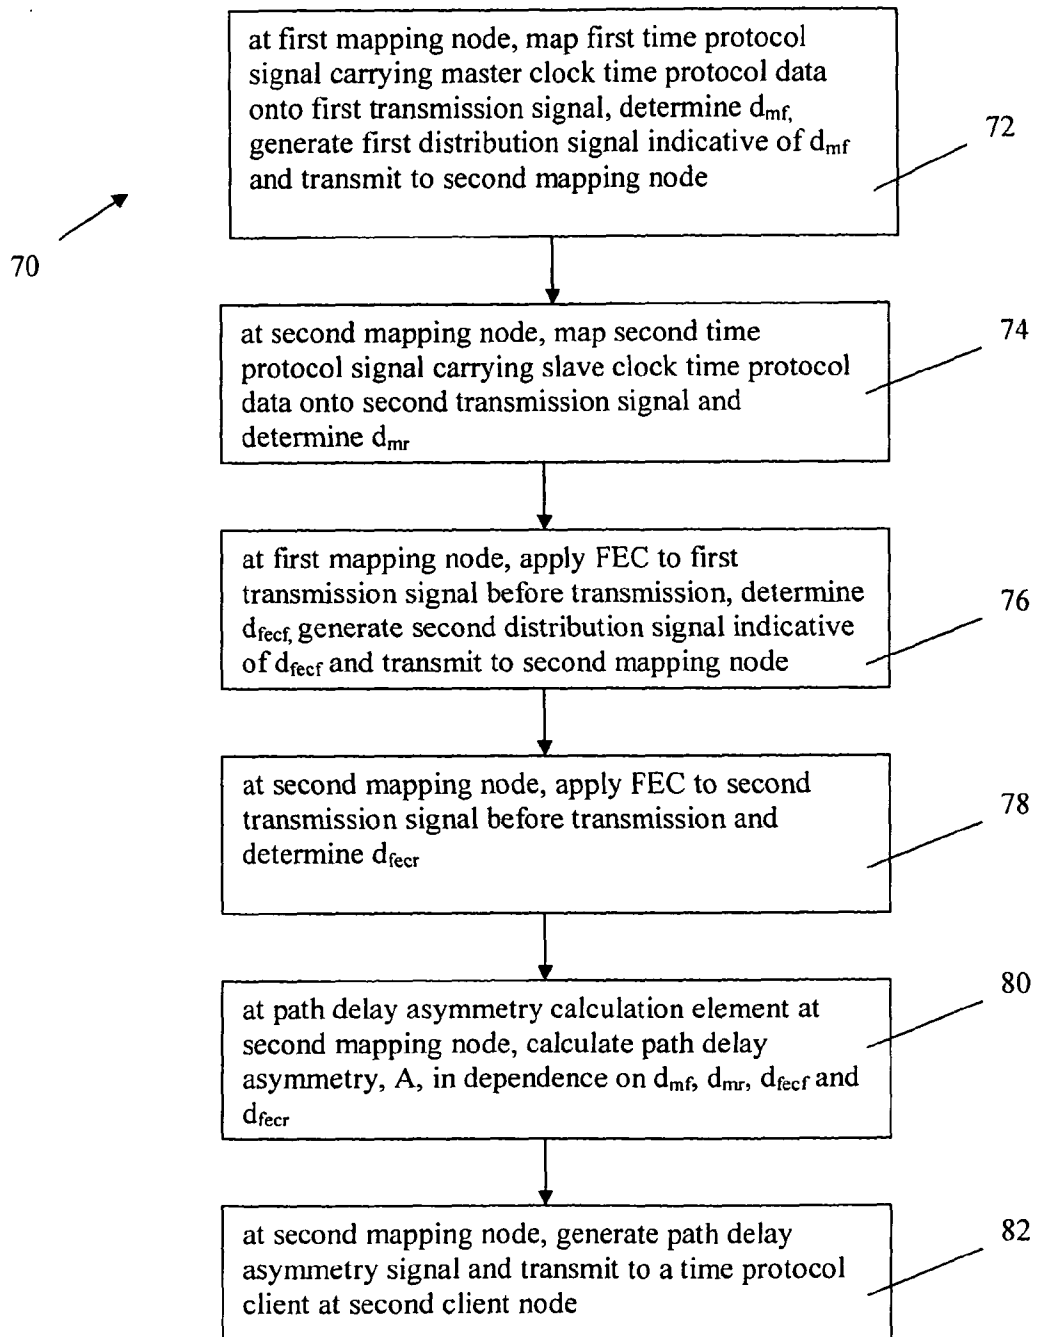 at first mapping node, map first time protocol
signal carrying master clock time protocol data
onto first transmission signal, determine dmf,
generate first distribution signal indicative of dmf
and transmit to second mapping node
72
70
at second mapping node, map second time
protocol signal carrying slave clock time protocol
data onto second transmission signal and
determine dmr
74
at first mapping node, apply FEC to first
transmission signal before transmission, determine
dfecf, generate second distribution signal indicative
of dfecf and transmit to second mapping node
76
at second mapping node, apply FEC to second
transmission signal before transmission and
determine dfecr
78
at path delay asymmetry calculation element at
second mapping node, calculate path delay
asymmetry, A, in dependence on dmf, dmr, dfecf and
dfecr
80
at second mapping node, generate path delay
asymmetry signal and transmit to a time protocol
client at second client node
82